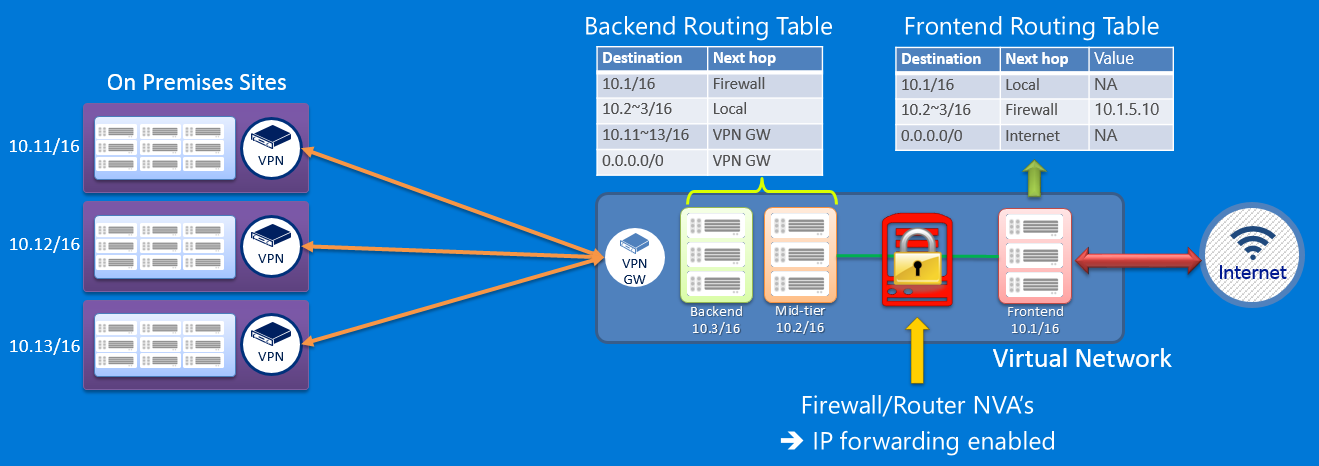 Backend Routing Table
Destination Next hop
10.1/16 Firewall
10.2~3/16 Local
10.11~13/16 VPN GW
0.0.0.0/0 VPN GW
Frontend Routing Table
Destination Next hop Value
10.1/16 Local NA
10.2~3/16 Firewall 10.1.5.10
0.0.0.0/0 Internet NA
On Premises Sites
10.11/16
VPN
10.12/16
VPN
10.13/16
VPN
VPN
GW
Backend
10.3/16
Mid-tier
10.2/16
Frontend
10.1/16
Internet
Virtual Network
Firewall/Router NVA's
➔ IP forwarding enabled